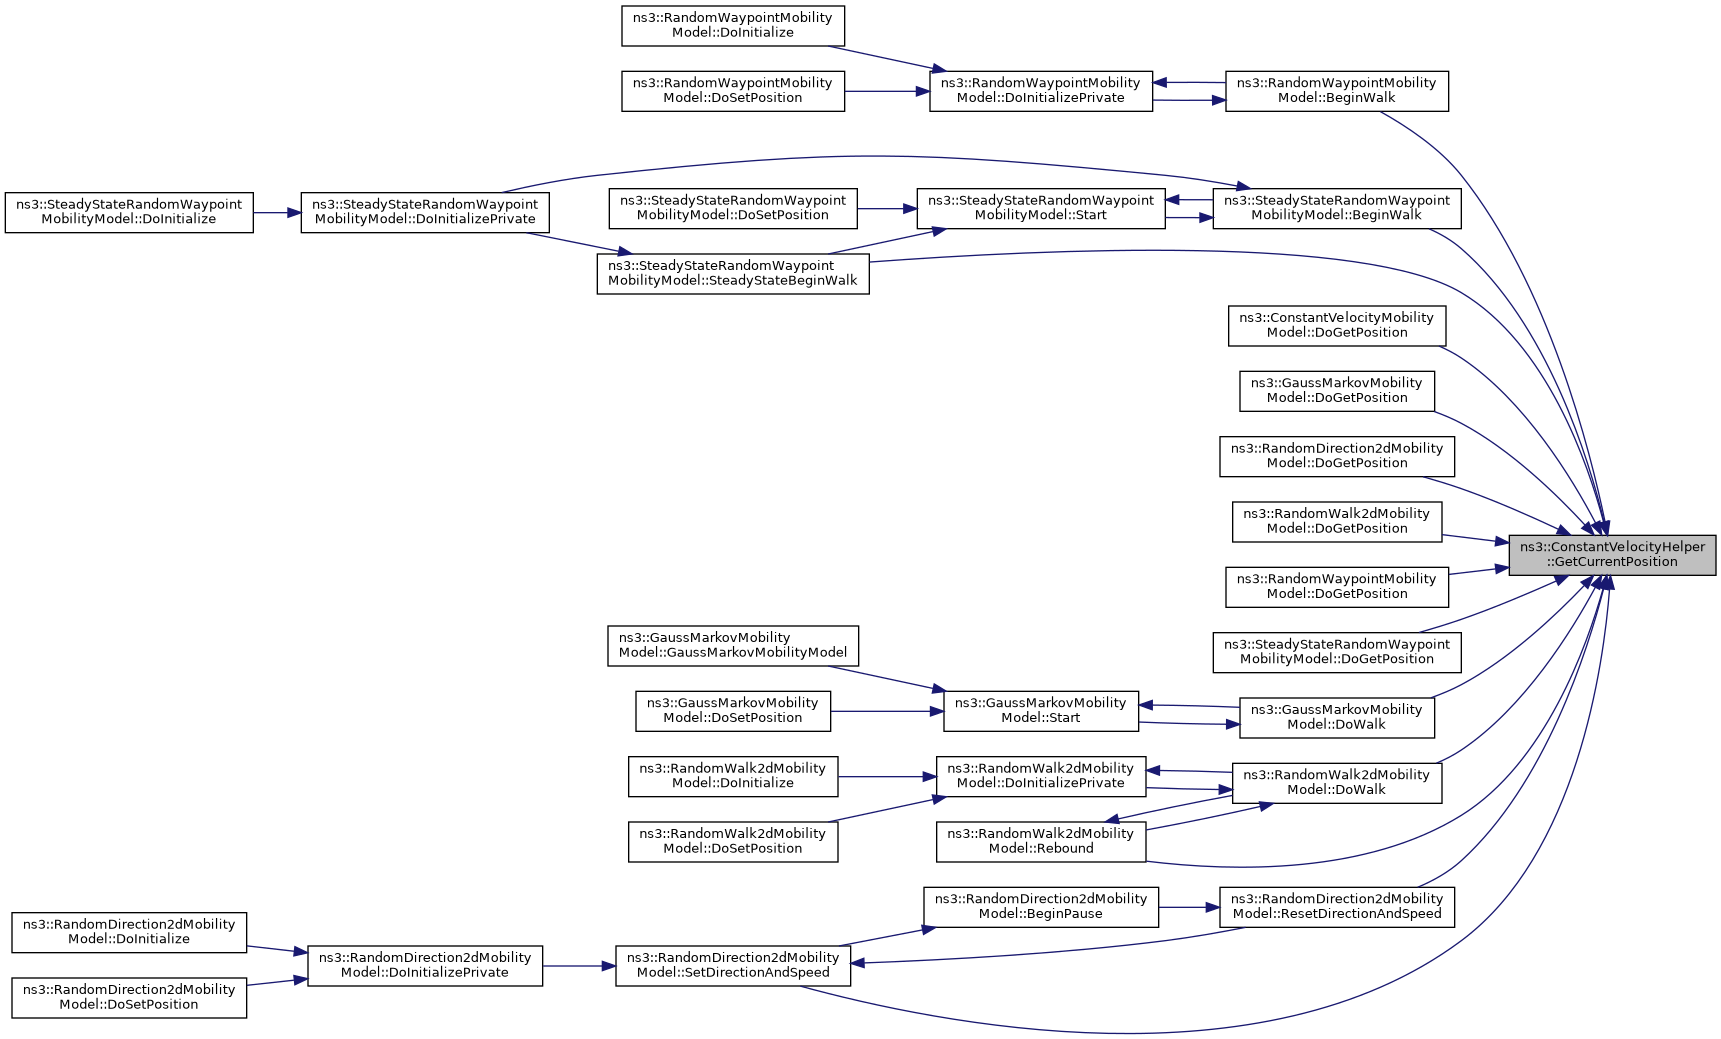 ns3::RandomWaypointMobility
Model::DoInitialize
ns3::RandomWaypointMobility
Model::DoSetPosition
ns3::RandomWaypointMobility
Model::DoInitializePrivate
ns3::RandomWaypointMobility
Model::BeginWalk
ns3::SteadyStateRandomWaypoint
MobilityModel::DoInitialize
ns3::SteadyStateRandomWaypoint
MobilityModel::DoInitializePrivate
ns3::SteadyStateRandomWaypoint
MobilityModel::DoSetPosition
ns3::SteadyStateRandomWaypoint
MobilityModel::Start
ns3::SteadyStateRandomWaypoint
MobilityModel::BeginWalk
ns3::SteadyStateRandomWaypoint
MobilityModel::SteadyStateBeginWalk
ns3::ConstantVelocityMobility
Model::DoGetPosition
ns3::GaussMarkovMobility
Model::DoGetPosition
ns3::RandomDirection2dMobility
Model::DoGetPosition
ns3::RandomWalk2dMobility
Model::DoGetPosition
ns3::ConstantVelocityHelper
::GetCurrentPosition
ns3::RandomWaypointMobility
Model::DoGetPosition
ns3::SteadyStateRandomWaypoint
MobilityModel::DoGetPosition
ns3::GaussMarkovMobility
Model::GaussMarkovMobilityModel
ns3::GaussMarkovMobility
Model::DoSetPosition
ns3::GaussMarkovMobility
Model::Start
ns3::GaussMarkovMobility
Model::DoWalk
ns3::RandomWalk2dMobility
Model::DoInitialize
ns3::RandomWalk2dMobility
Model::DoInitializePrivate
ns3::RandomWalk2dMobility
Model::DoWalk
ns3::RandomWalk2dMobility
Model::DoSetPosition
ns3::RandomWalk2dMobility
Model::Rebound
ns3::RandomDirection2dMobility
Model::BeginPause
ns3::RandomDirection2dMobility
Model::ResetDirectionAndSpeed
ns3::RandomDirection2dMobility
Model::DoInitialize
ns3::RandomDirection2dMobility
Model::DoInitializePrivate
ns3::RandomDirection2dMobility
Model::SetDirectionAndSpeed
ns3::RandomDirection2dMobility
Model::DoSetPosition